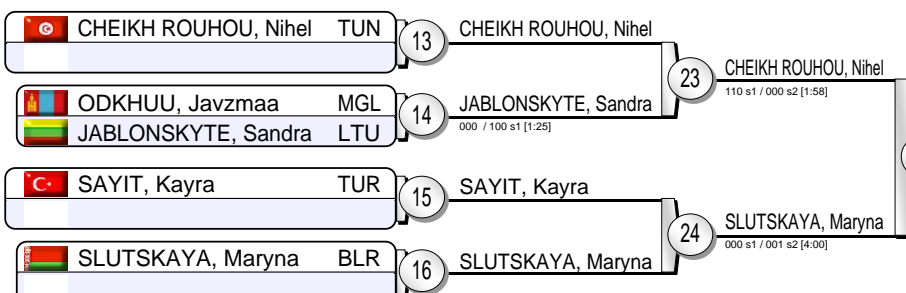 CHEIKH ROUHOU, Nihel TUN
13
CHEIKH ROUHOU, Nihel
23
CHEIKH ROUHOU, Nihel
110 s1 / 000 s2 [1:58]
ODKHUU, Javzmaa MGL
JABLONSKYTE, Sandra LTU
14
JABLONSKYTE, Sandra
000 / 100 s1 [1:25]
SAYIT, Kayra TUR
15
SAYIT, Kayra
24
SLUTSKAYA, Maryna
000 s1 / 001 s2 [4:00]
SLUTSKAYA, Maryna BLR
16
SLUTSKAYA, Maryna